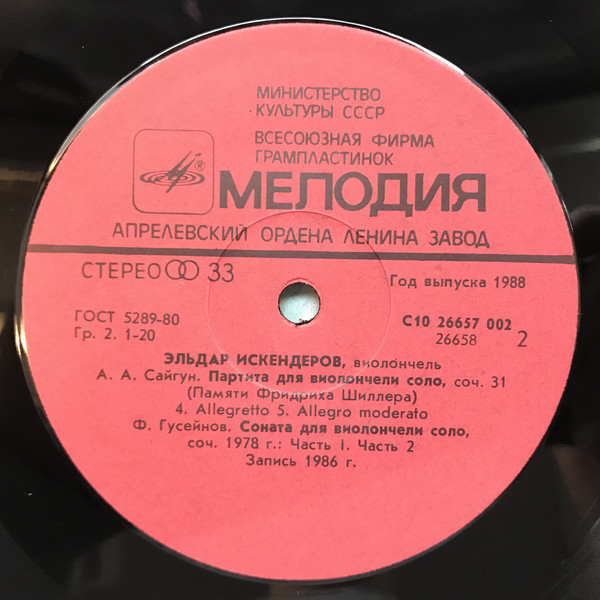 МИНИСТЕРСТВО
КУЛЬТУРЫ СССР
ВСЕСОЮЗНАЯ ФИРМА
ГРАМПЛАСТИНОК
®
МЕЛОДИЯ
АПРЕЛЕВСКИЙ ОРДЕНА ЛЕНИНА ЗАВОД
СТЕРЕО 33
Год выпуска 1988
ГОСТ 5289-80
Гр. 2. 1-20
С10 26657 002
26658 2
ЭЛЬДАР ИСКЕНДЕРОВ, виолончель
А. А. Сайгун. Партита для виолончели соло, соч. 31
(Памяти Фридриха Шиллера)
4. Allegretto 5. Allegro moderato
Ф. Гусейнов. Соната для виолончели соло,
соч. 1978 г.: Часть I. Часть 2
Запись 1986 г.